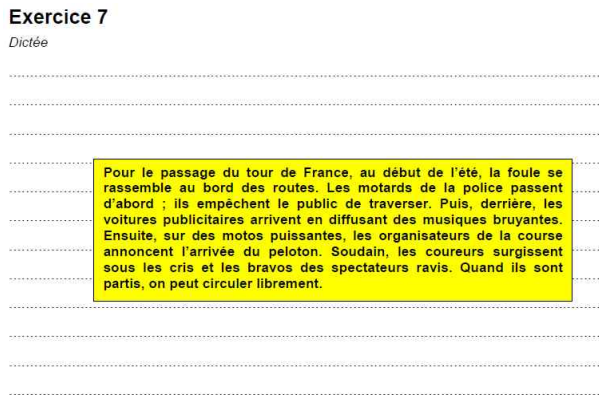 Exercice 7
Dictée
Pour le passage du tour de France, au début de l'été, la foule se
rassemble au bord des routes. Les motards de la police passent
d'abord ; ils empêchent le public de traverser. Puis, derrière, les
voitures publicitaires arrivent en diffusant des musiques bruyantes.
Ensuite, sur des motos puissantes, les organisateurs de la course
annoncent l'arrivée du peloton. Soudain, les coureurs surgissent
sous les cris et les bravos des spectateurs ravis. Quand ils sont
partis, on peut circuler librement.